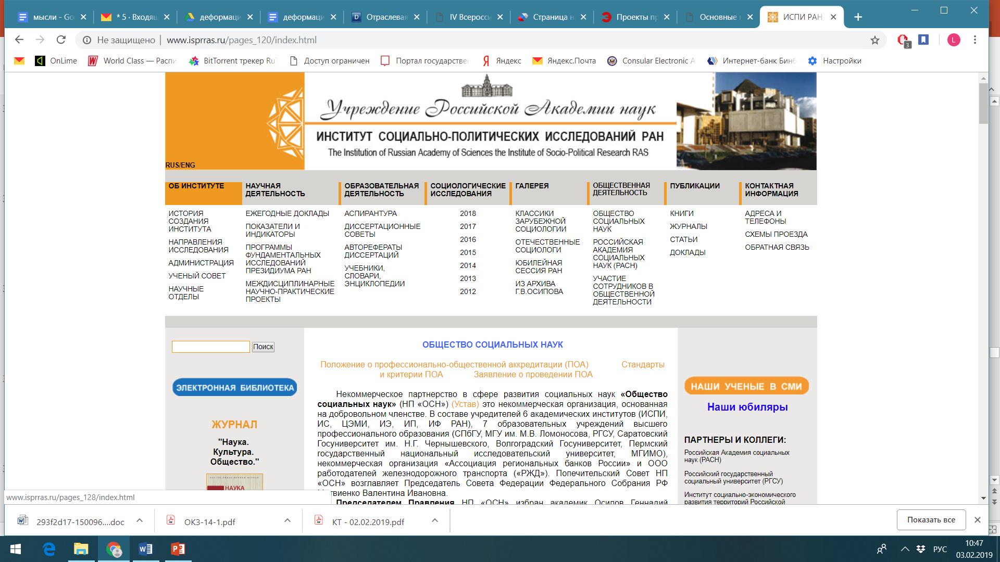 мысли - Go
* 5 · Входящ
деформаци
деформаци
Отраслевая
IV Всеросси
Страница н
Проекты пр
Основные
ИСПИ РАН
Не защищено | www.isprras.ru/pages_120/index.html
3
L
OnLime
World Class — Распи
BitTorrent трекер RuT
Доступ ограничен
Портал государствен
Яндекс
Яндекс.Почта
Consular Electronic A
Интернет-банк Бинб
Настройки
Учреждение Российской Академии наук
ИНСТИТУТ СОЦИАЛЬНО-ПОЛИТИЧЕСКИХ ИССЛЕДОВАНИЙ РАН
The Institution of Russian Academy of Sciences the Institute of Socio-Political Research RAS
RUS/ENG
ОБ ИНСТИТУТЕ
ИСТОРИЯ
СОЗДАНИЯ
ИНСТИТУТА
НАПРАВЛЕНИЯ
ИССЛЕДОВАНИЯ
АДМИНИСТРАЦИЯ
УЧЕНЫЙ СОВЕТ
НАУЧНЫЕ
ОТДЕЛЫ
НАУЧНАЯ
ДЕЯТЕЛЬНОСТЬ
ЕЖЕГОДНЫЕ ДОКЛАДЫ
ПОКАЗАТЕЛИ И
ИНДИКАТОРЫ
ПРОГРАММЫ
ФУНДАМЕНТАЛЬНЫХ
ИССЛЕДОВАНИЙ
ПРЕЗИДИУМА РАН
МЕЖДИСЦИПЛИНАРНЫЕ
НАУЧНО-ПРАКТИЧЕСКИЕ
ПРОЕКТЫ
ОБРАЗОВАТЕЛЬНАЯ
ДЕЯТЕЛЬНОСТЬ
АСПИРАНТУРА
ДИССЕРТАЦИОННЫЕ
СОВЕТЫ
АВТОРЕФЕРАТЫ
ДИССЕРТАЦИЙ
УЧЕБНИКИ,
СЛОВАРИ,
ЭНЦИКЛОПЕДИИ
СОЦИОЛОГИЧЕСКИЕ
ИССЛЕДОВАНИЯ
2018
2017
2016
2015
2014
2013
2012
ГАЛЕРЕЯ
КЛАССИКИ
ЗАРУБЕЖНОЙ
СОЦИОЛОГИИ
ОТЕЧЕСТВЕННЫЕ
СОЦИОЛОГИ
ЮБИЛЕЙНАЯ
СЕССИЯ РАН
ИЗ АРХИВА
Г.В.ОСИПОВА
ОБЩЕСТВЕННАЯ
ДЕЯТЕЛЬНОСТЬ
ОБЩЕСТВО
СОЦИАЛЬНЫХ
НАУК
РОССИЙСКАЯ
АКАДЕМИЯ
СОЦИАЛЬНЫХ
НАУК (РАСН)
УЧАСТИЕ
СОТРУДНИКОВ В
ОБЩЕСТВЕННОЙ
ДЕЯТЕЛЬНОСТИ
ПУБЛИКАЦИИ
КНИГИ
ЖУРНАЛЫ
СТАТЬИ
ДОКЛАДЫ
КОНТАКТНАЯ
ИНФОРМАЦИЯ
АДРЕСА И
ТЕЛЕФОНЫ
СХЕМЫ ПРОЕЗДА
ОБРАТНАЯ СВЯЗЬ
Поиск
ЭЛЕКТРОННАЯ БИБЛИОТЕКА
ЖУРНАЛ
"Наука.
Культура.
Общество."
НАУКА
ОБЩЕСТВО СОЦИАЛЬНЫХ НАУК
Положение о профессионально-общественной аккредитации (ПОА) Стандарты
и критерии ПОА Заявление о проведении ПОА
Некоммерческое партнерство в сфере развития социальных наук «Общество
социальных наук» (НП «ОСН») (Устав) это некоммерческая организация, основанная
на добровольном членстве. В составе учредителей 6 академических институтов (ИСПИ,
ИС, ЦЭМИ, ИЭ, ИП, ИФ РАН), 7 образовательных учреждений высшего
профессионального образования (СПбГУ, МГУ им. М.В. Ломоносова, РГСУ, Саратовский
Госуниверситет им. Н.Г. Чернышевского, Волгоградский Госуниверситет, Пермский
государственный национальный исследовательский университет, МГИМО),
некоммерческая организация «Ассоциация региональных банков России» и ООО
работодателей железнодорожного транспорта («РЖД»). Попечительский Совет НП
«ОСН» возглавляет Председатель Совета Федерации Федерального Собрания РФ
Матвиенко Валентина Ивановна.
Председателем Правления НП «ОСН» избран академик Осипов Геннадий
НАШИ УЧЕНЫЕ В СМИ
Наши юбиляры
ПАРТНЕРЫ И КОЛЛЕГИ:
Российская Академия социальных
наук (РАСН)
Российский государственный
социальный университет (РГСУ)
Институт социально-экономического
развития территорий Российской
www.isprras.ru/pages_128/index.html
293f2d17-150096....doc
ОКЗ-14-1.pdf
КТ - 02.02.2019.pdf
Показать все
РУС
10:47
03.02.2019